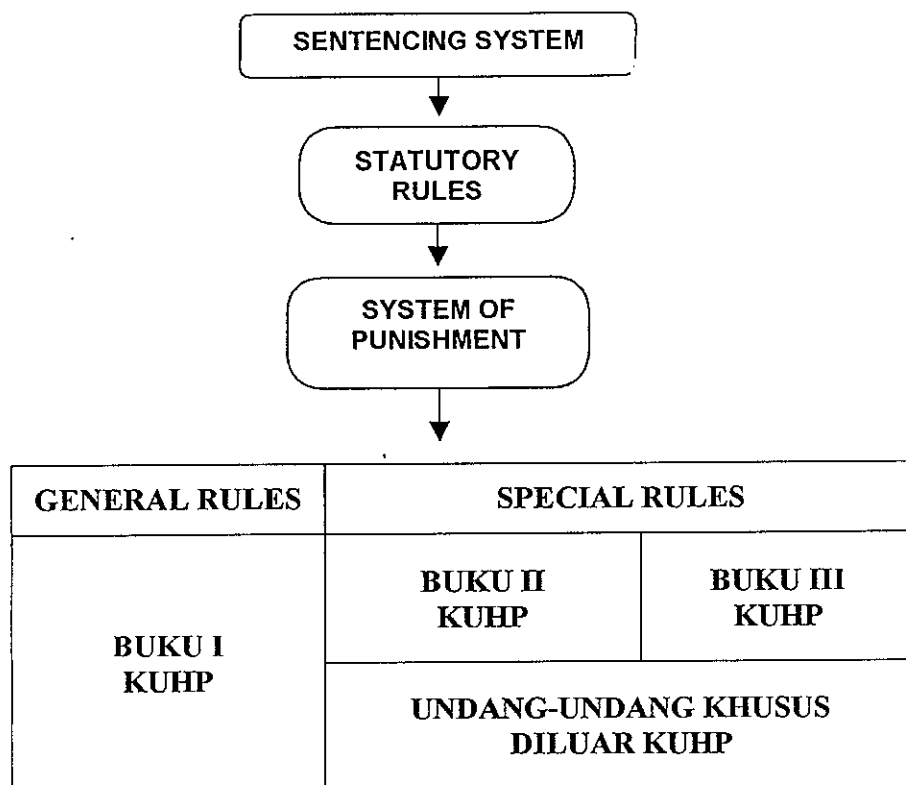 SENTENCING SYSTEM
STATUTORY
RULES
SYSTEM OF
PUNISHMENT
GENERAL RULES
SPECIAL RULES
BUKU I
KUHP
BUKU II
KUHP
BUKU III
KUHP
UNDANG-UNDANG KHUSUS
DILUAR KUHP